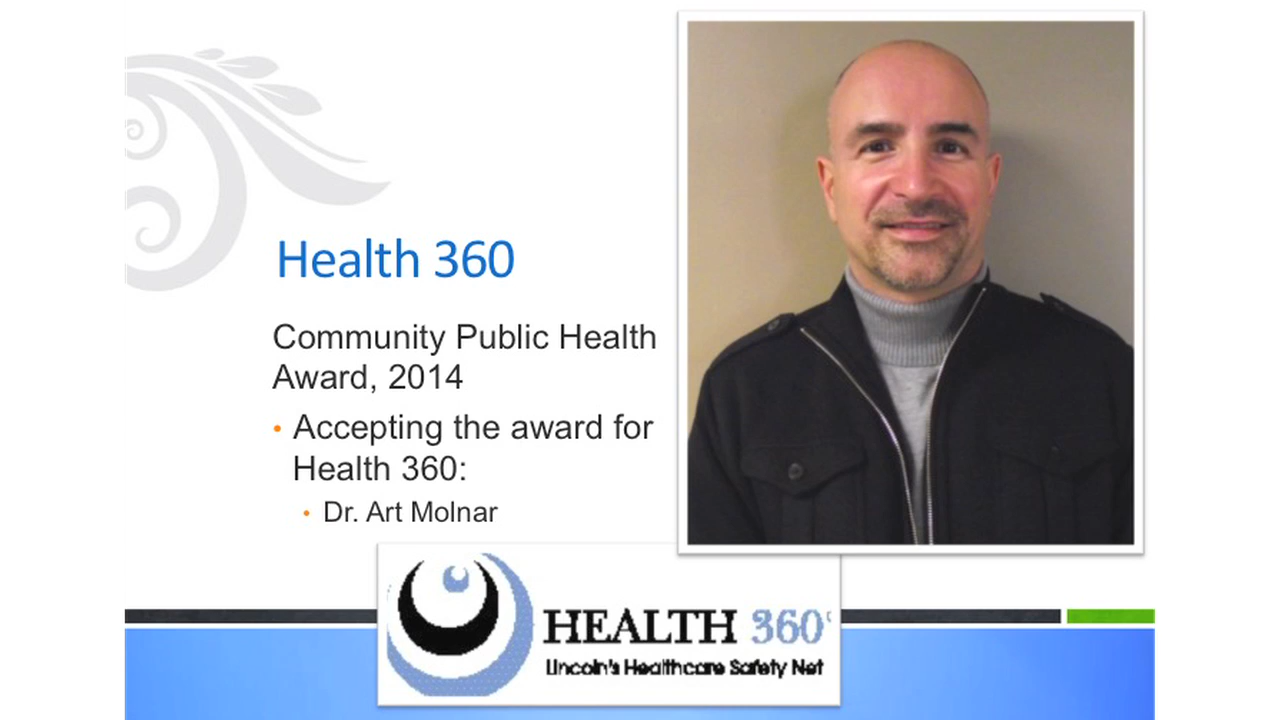 Health 360
Community Public Health
Award, 2014
• Accepting the award for
Health 360:
• Dr. Art Molnar
HEALTH 360°
Lincoln's Healthcare Safety Net